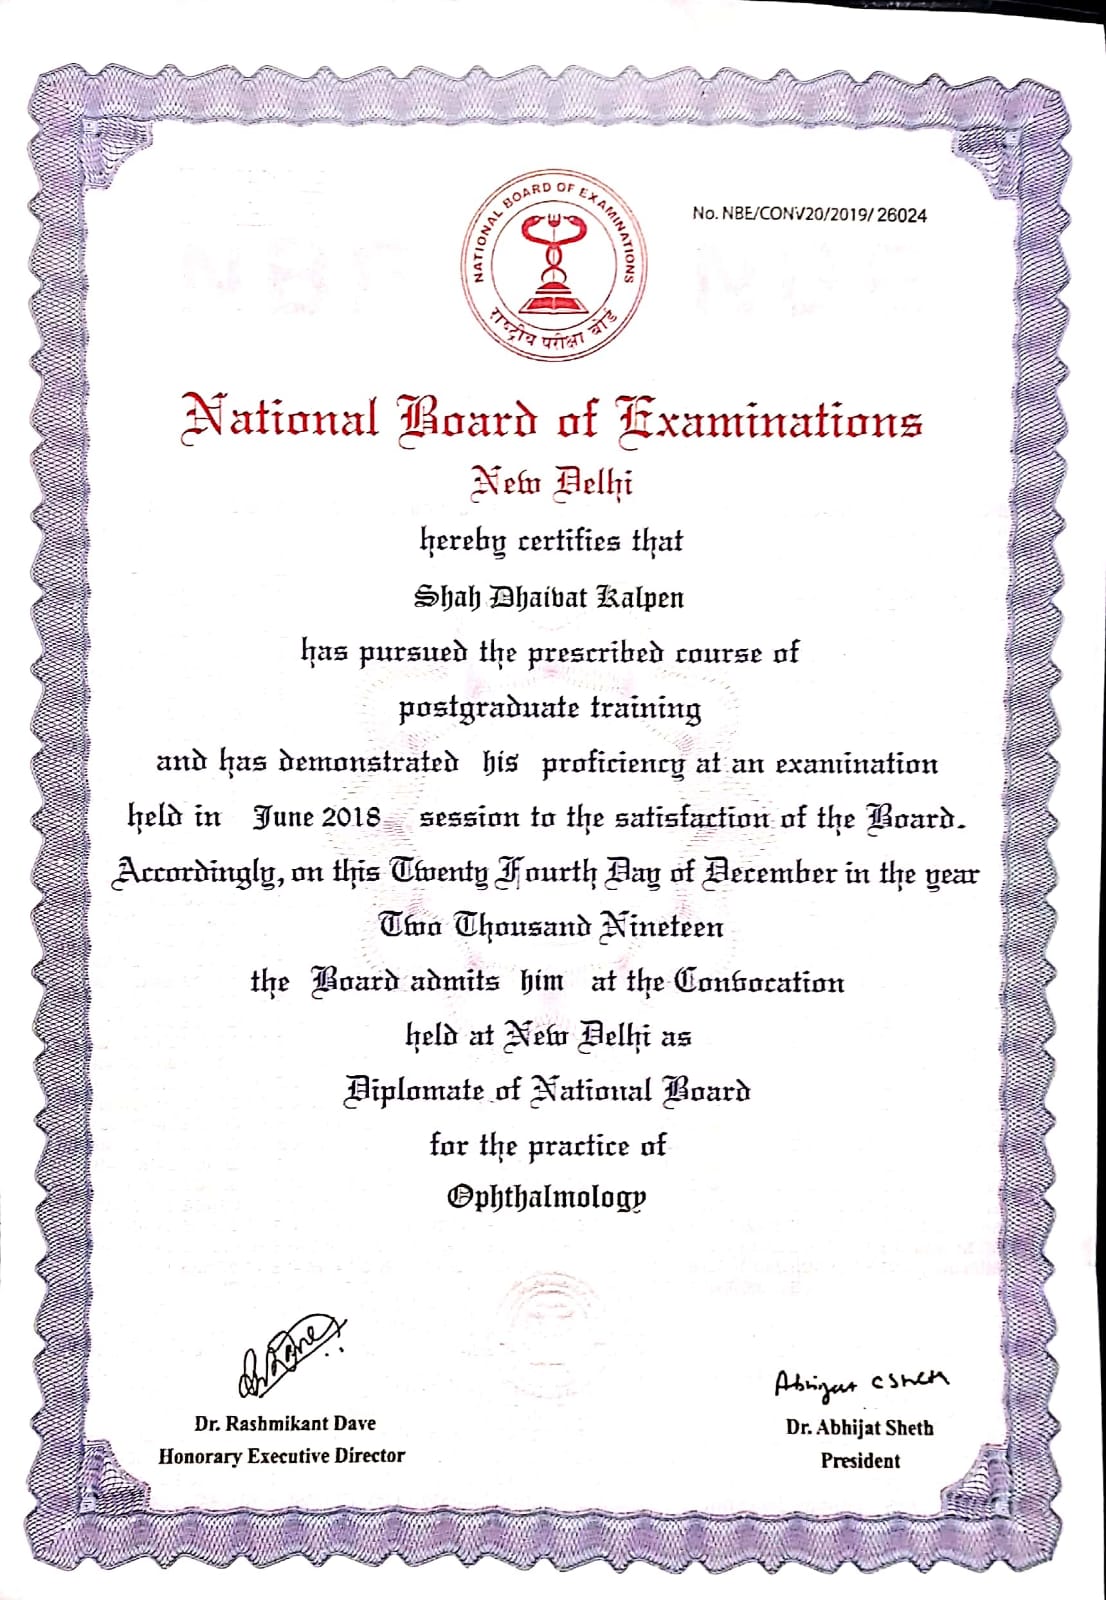 NATIONAL BOARD OF EXAMINATIONS
राष्ट्रीय परीक्षा बोर्ड
No. NBE/CONV20/2019/ 26024
National Board of Examinations
New Delhi
hereby certifies that
Shah Dhaivat Kalpen
has pursued the prescribed course of
postgraduate training
and has demonstrated his proficiency at an examination
held in June 2018 session to the satisfaction of the Board.
Accordingly, on this Twenty Fourth Day of December in the year
Two Thousand Nineteen
the Board admits him at the Convocation
held at New Delhi as
Diplomate of National Board
for the practice of
Ophthalmology
Abhijat C Sheth
Dr. Rashmikant Dave
Honorary Executive Director
Dr. Abhijat Sheth
President